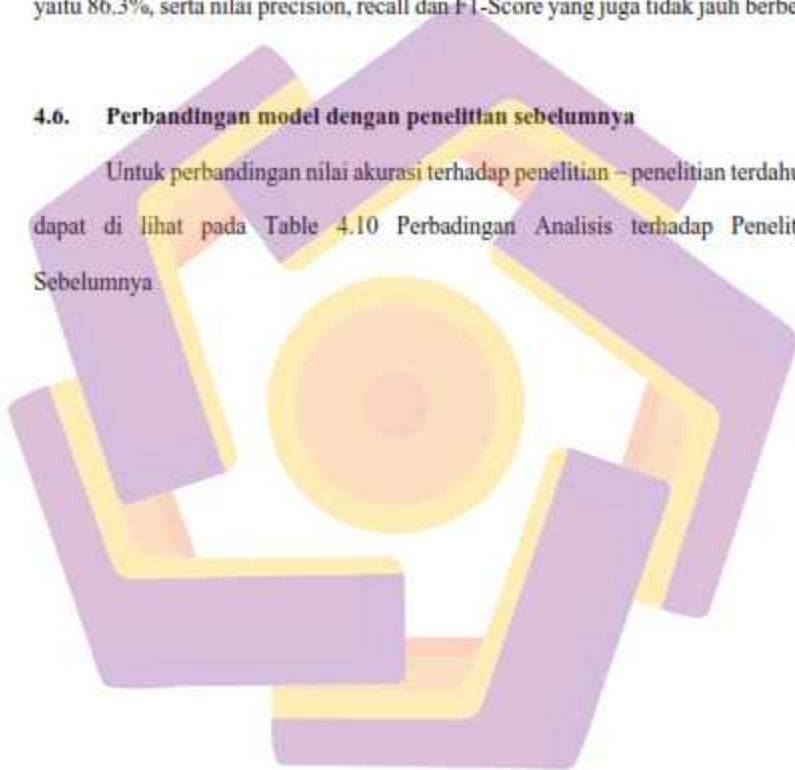 yaitu 86.3%, serta nilai precision, recall dan F1-Score yang juga tidak jauh berbe
4.6. Perbandingan model dengan penelitian sebelumnya
Untuk perbandingan nilai akurasi terhadap penelitian – penelitian terdahu
dapat di lihat pada Table 4.10 Perbadingan Analisis terhadap Penelit
Sebelumnya